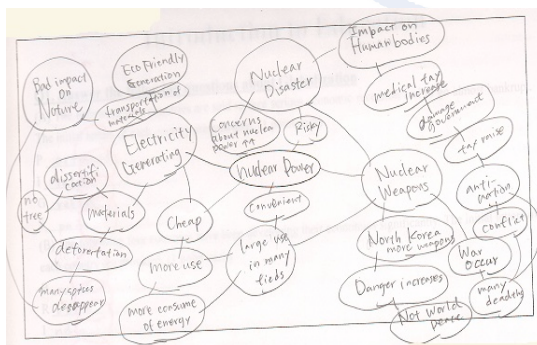 Bad impact
on
Nature
Eco Friendly
Generation
transportation of
materials
Electricity
Generating
Nuclear
Disaster
Concerns
about nuclear
power ↑↑
Risky
Nuclear Power
Convenient
Impact on
Human bodies
medical tax
increase
damage
government
tax raise
anti-
nation
conflict
War
occur
many
deaths
Nuclear
Weapons
North Korea
more weapons
Danger increases
Not World
peace
large use
in many
fields
Cheap
More use
more consume
of energy
dissertifi
cation
materials
no
tree
deforertation
many spises
disappear